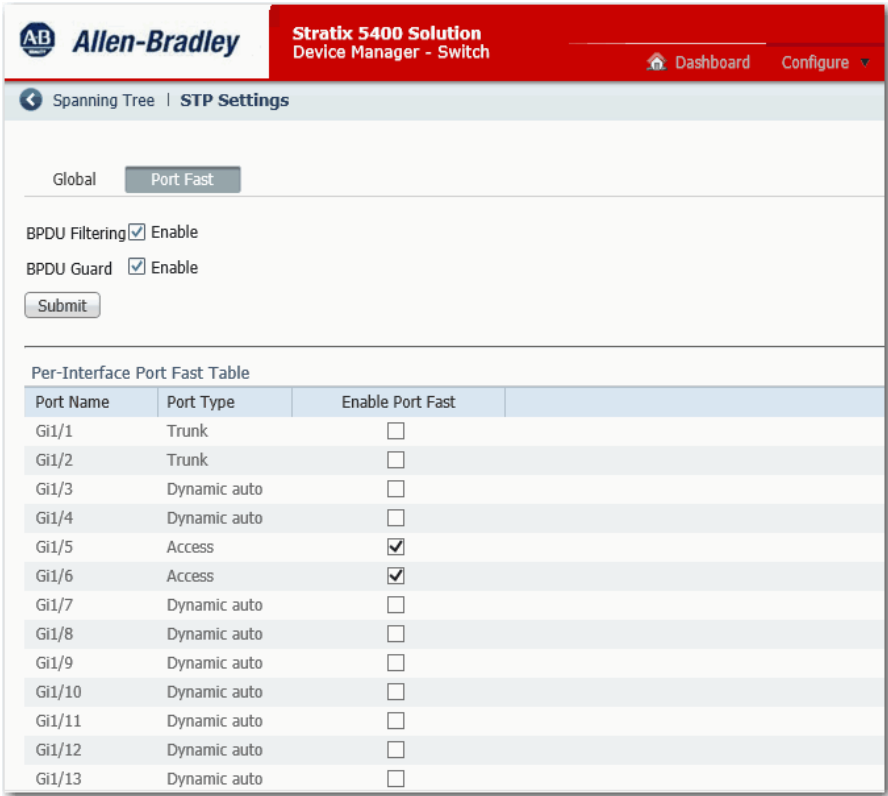 AB
QUALITY
Allen-Bradley
Stratix 5400 Solution
Device Manager - Switch
Dashboard Configure
Spanning Tree | STP Settings
Global Port Fast
BPDU Filtering Enable
BPDU Guard Enable
Submit
Per-Interface Port Fast Table
Port Name Port Type Enable Port Fast
Gi1/1 Trunk
Gi1/2 Trunk
Gi1/3 Dynamic auto
Gi1/4 Dynamic auto
Gi1/5 Access
Gi1/6 Access
Gi1/7 Dynamic auto
Gi1/8 Dynamic auto
Gi1/9 Dynamic auto
Gi1/10 Dynamic auto
Gi1/11 Dynamic auto
Gi1/12 Dynamic auto
Gi1/13 Dynamic auto